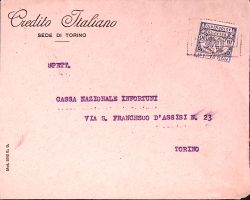 Credito Italiano
SEDE DI TORINO
SPETT.
CASSA NAZIONALE INFORTUNI
VIA S. FRANCESCO D'ASSISI N. 23
TORINO